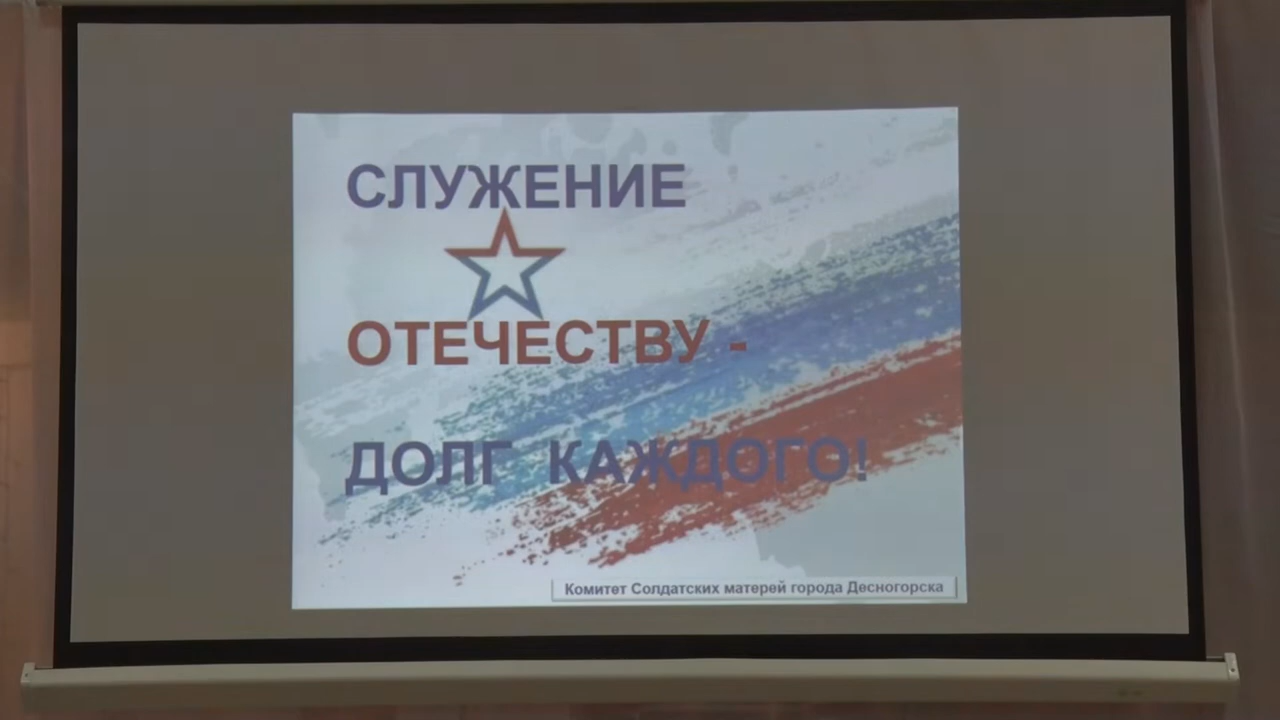 СЛУЖЕНИЕ
ОТЕЧЕСТВУ -
ДОЛГ КАЖДОГО!
Комитет Солдатских матерей города Десногорска